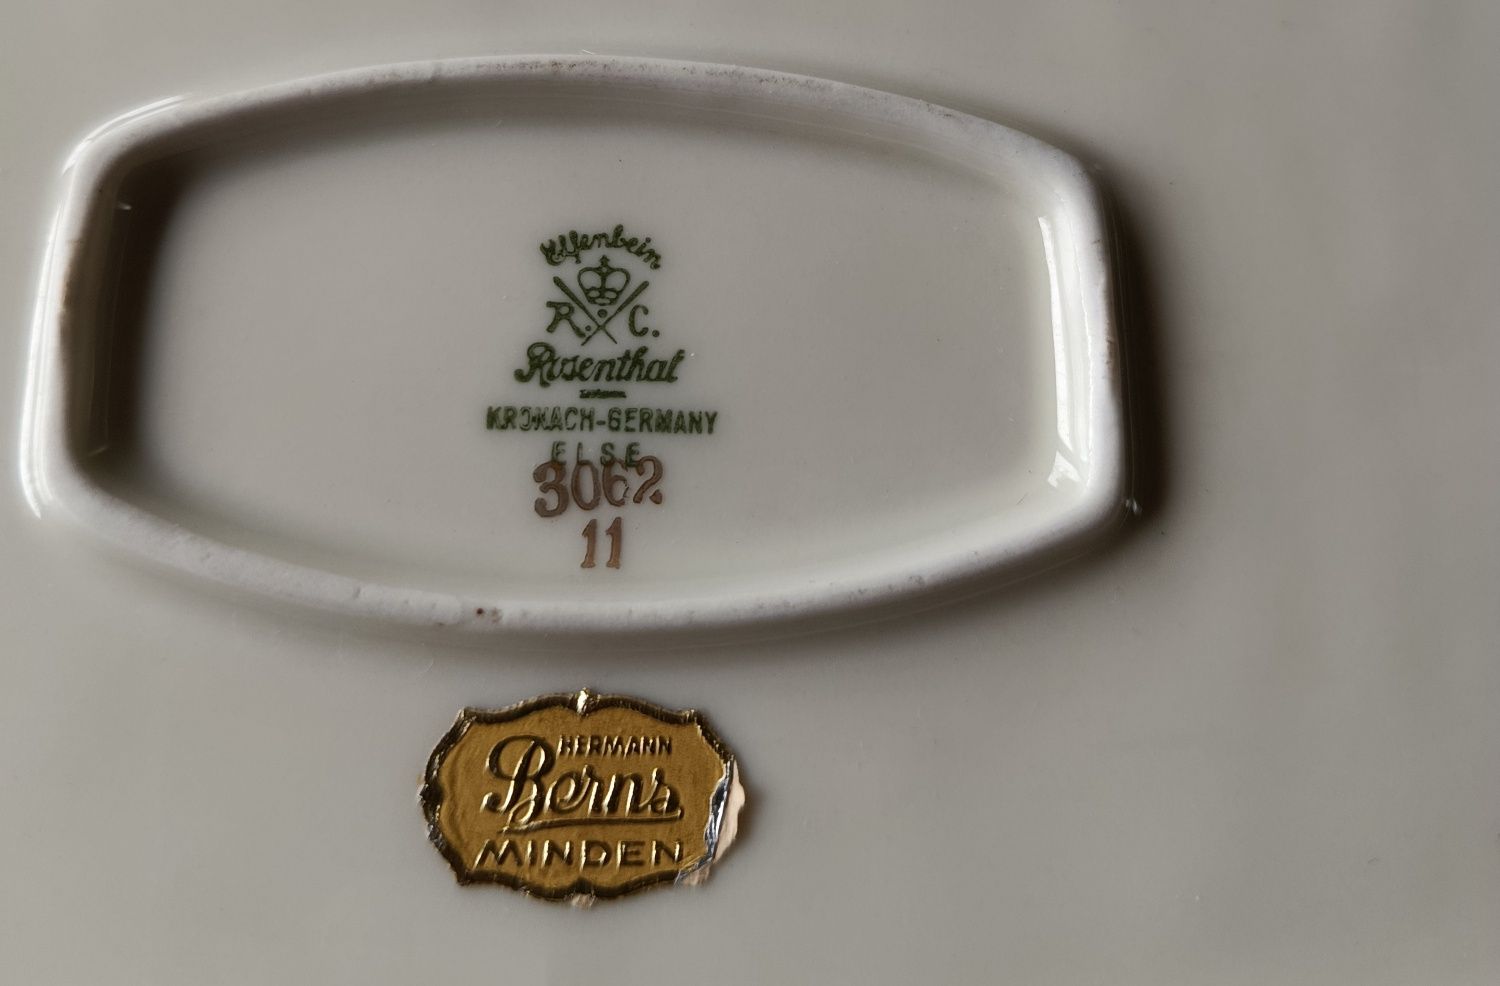 Elfenbein
R. C.
Rosenthal
KRONACH-GERMANY
ELSE
3062
11
HERMANN
Berns
MINDEN